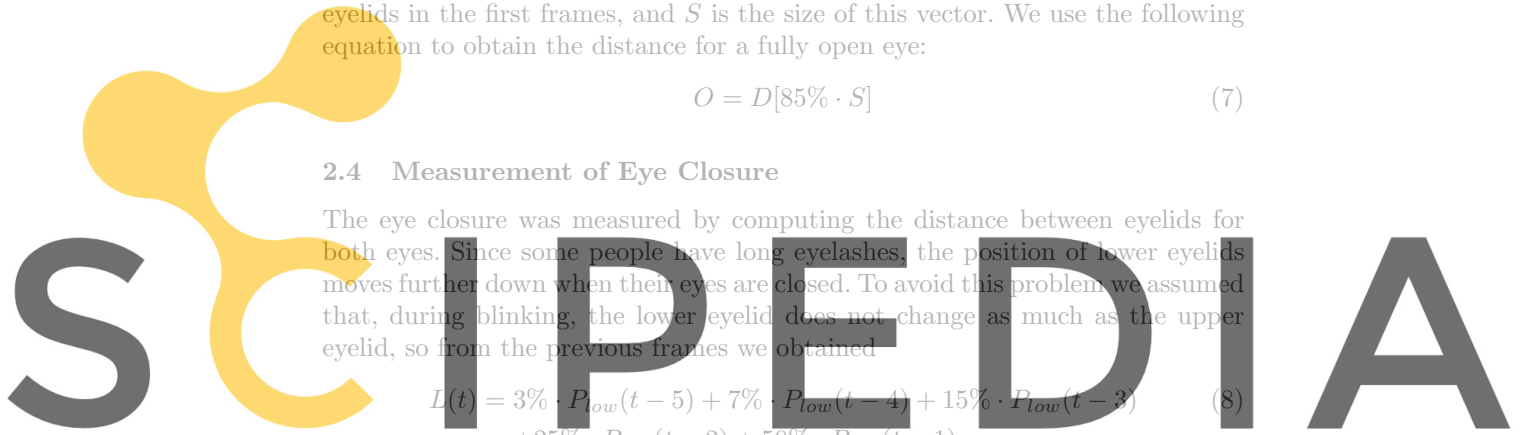 eyelids in the first frames, and S is the size of this vector. We use the following
equation to obtain the distance for a fully open eye:
O = D[85% · S] (7)
2.4 Measurement of Eye Closure
The eye closure was measured by computing the distance between eyelids for
both eyes. Since some people have long eyelashes, the position of lower eyelids
moves further down when their eyes are closed. To avoid this problem we assumed
that, during blinking, the lower eyelid does not change as much as the upper
eyelid, so from the previous frames we obtained
L(t) = 3% · P_low(t − 5) + 7% · P_low(t − 4) + 15% · P_low(t − 3) (8)
SCIPEDIA